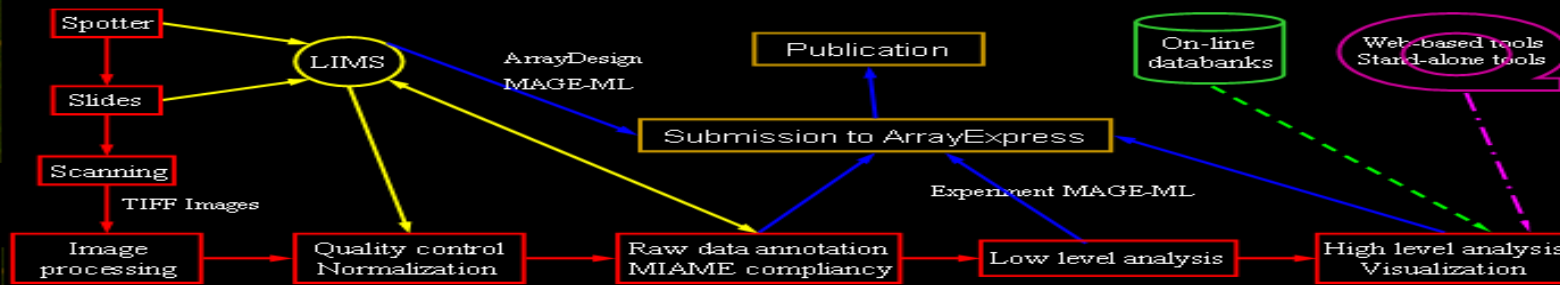 Spotter
LIMS
ArrayDesign
MAGE-ML
Publication
On-line
databanks
Web-based tools
Stand-alone tools
Slides
Submission to ArrayExpress
Scanning
TIFF Images
Experiment MAGE-ML
Image
processing
Quality control
Normalization
Raw data annotation
MIAME compliancy
Low level analysis
High level analysis
Visualization